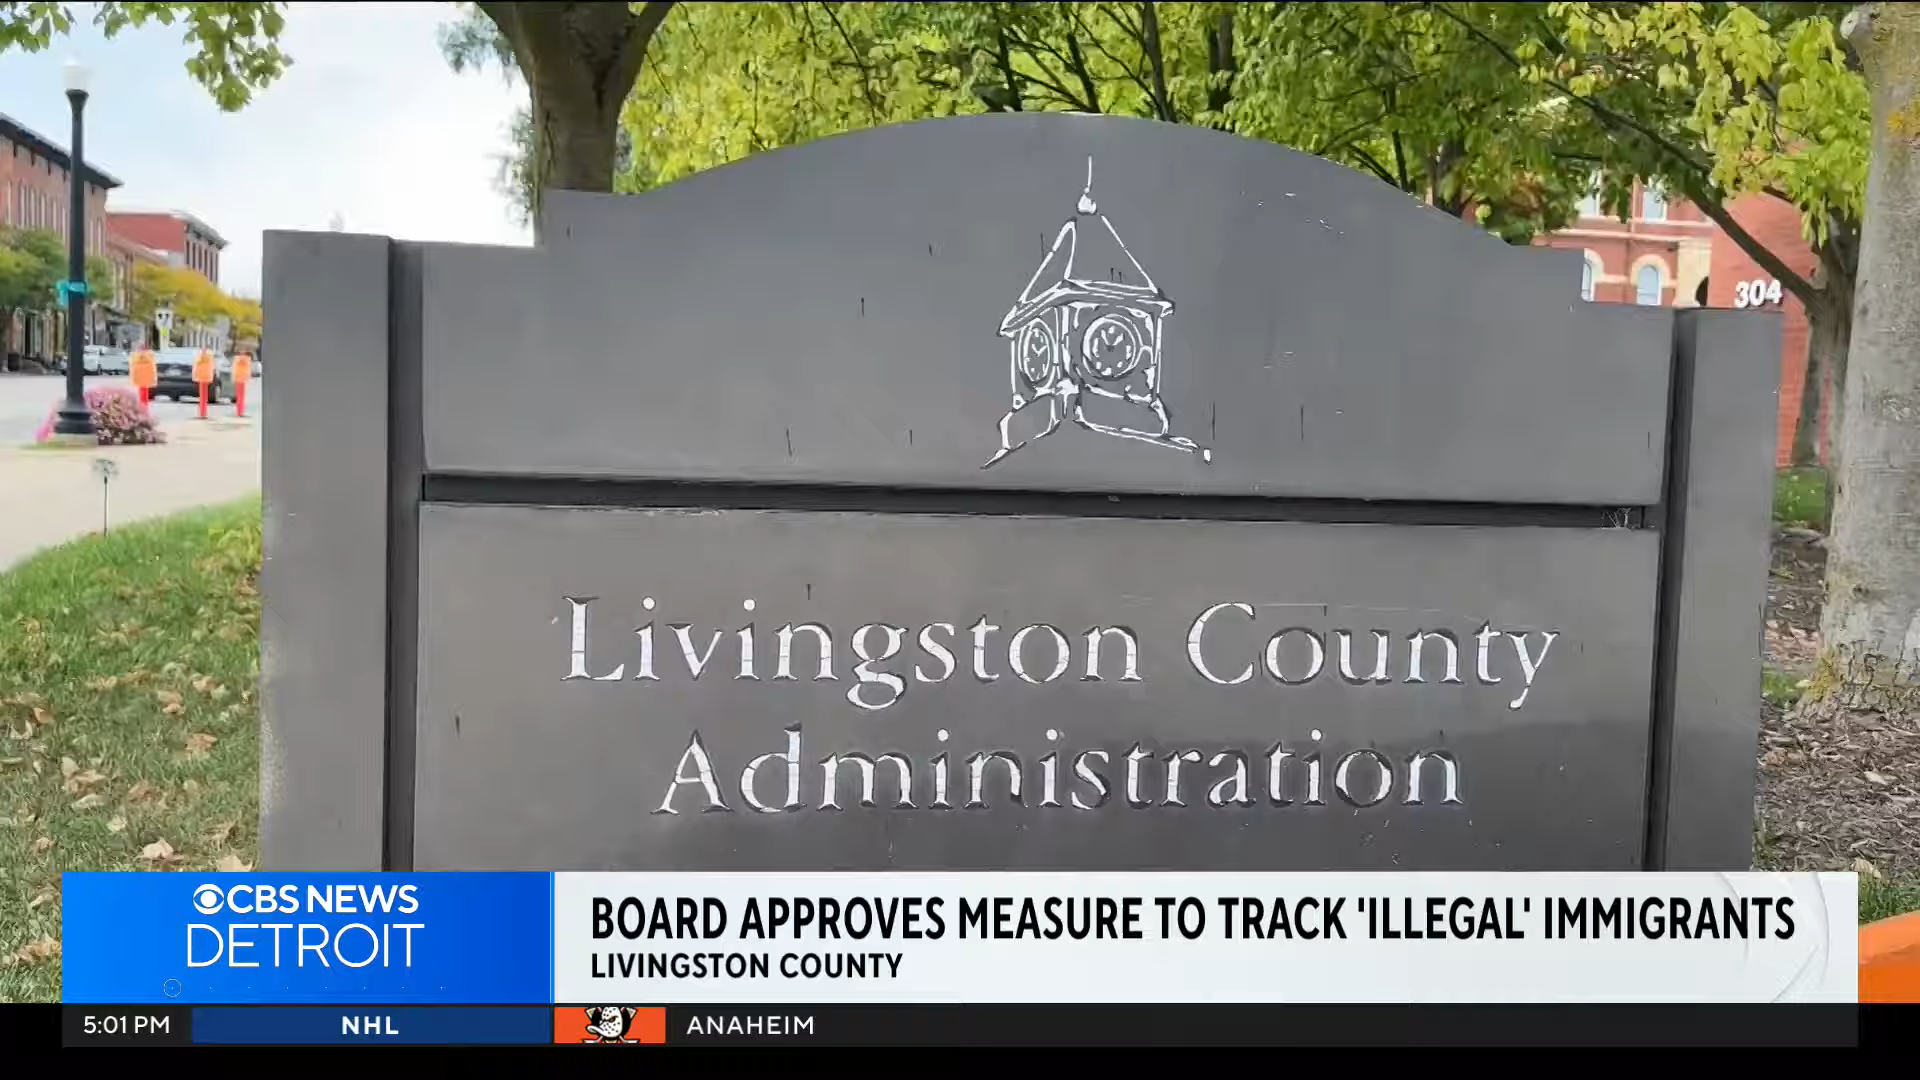 304
Livingston County
Administration
CBS NEWS
DETROIT
BOARD APPROVES MEASURE TO TRACK 'ILLEGAL' IMMIGRANTS
LIVINGSTON COUNTY
5:01 PM
NHL
ANAHEIM